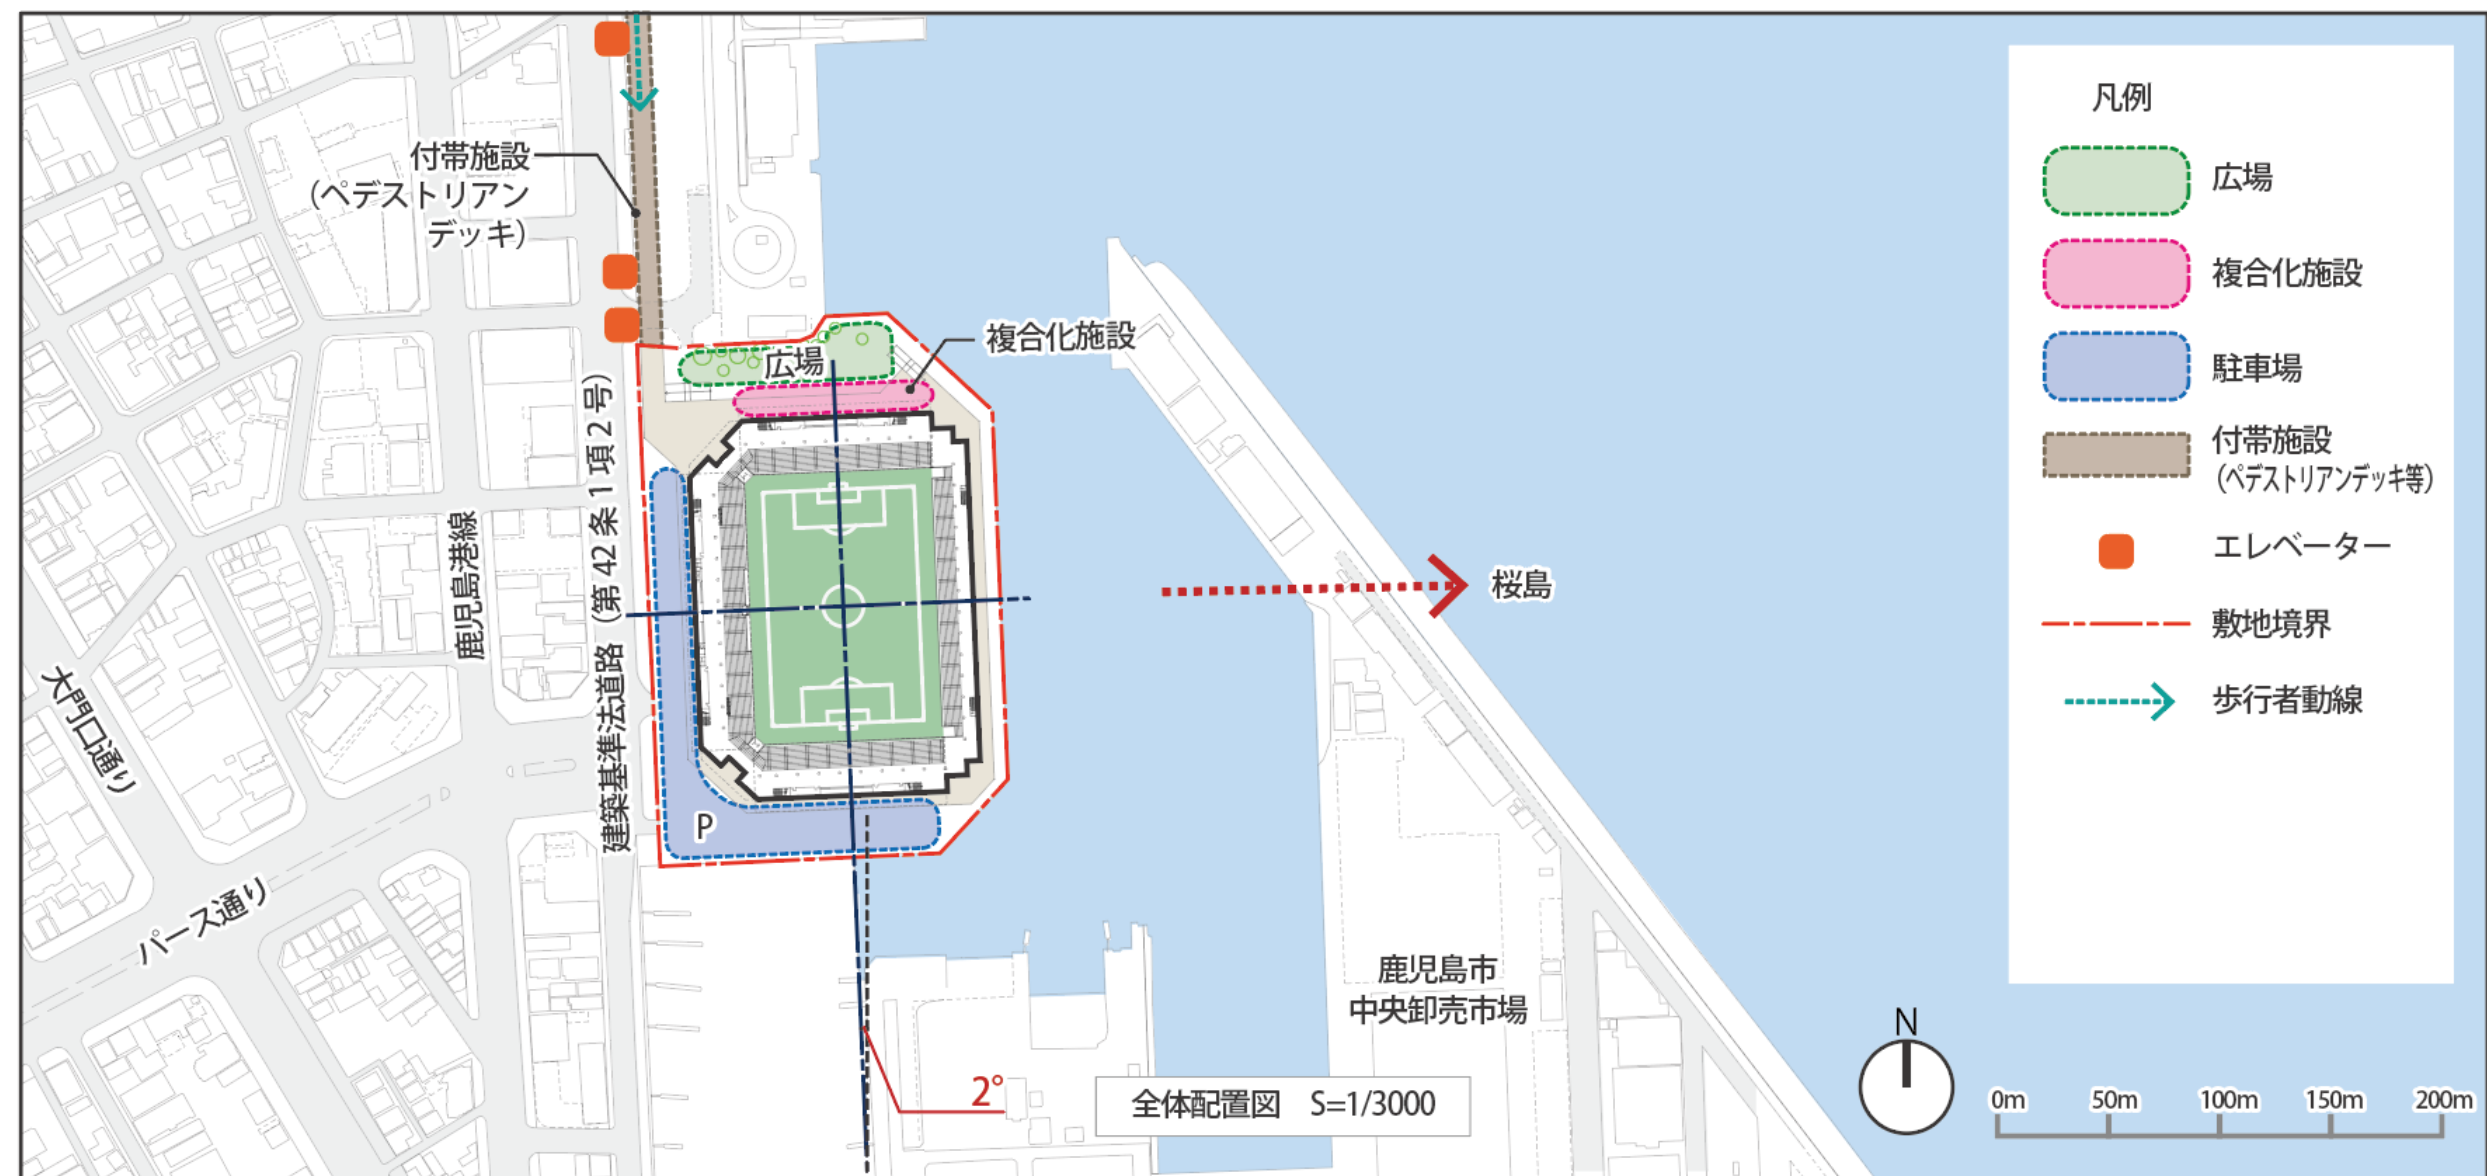 付帯施設
（ペデストリアン
デッキ）
広場
複合化施設
建築基準法道路（第42条1項2号）
鹿児島港線
大門口通り
パース通り
P
桜島
鹿児島市
中央卸売市場
2°
全体配置図 S=1/3000
凡例
広場
複合化施設
駐車場
付帯施設
（ペデストリアンデッキ等）
エレベーター
敷地境界
歩行者動線
N
0m 50m 100m 150m 200m